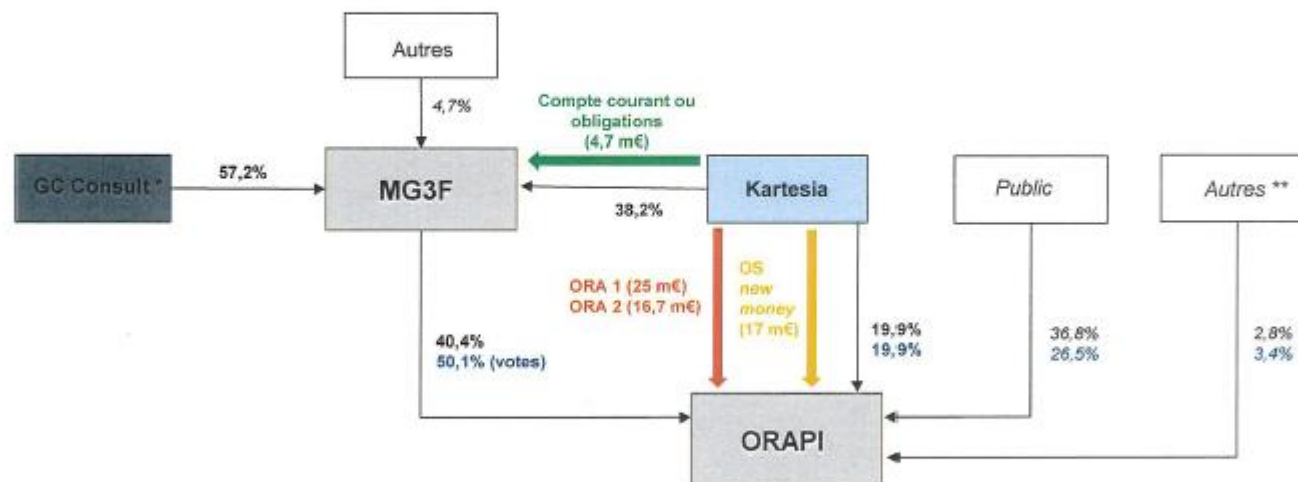 Autres
4,7%
Compte courant ou
obligations
(4,7 m€)
GC Consult *
57,2%
MG3F
Kartesia
38,2%
Public
Autres **
ORA 1 (25 m€)
ORA 2 (16,7 m€)
OS
new
money
(17 m€)
40,4%
50,1% (votes)
19,9%
19,9%
36,8%
26,5%
2,8%
3,4%
ORAPI